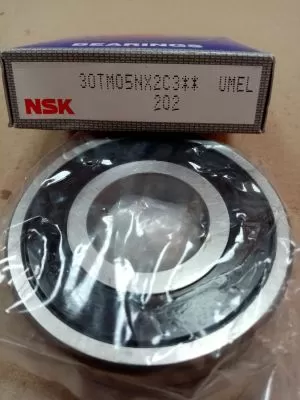 BEARINGS
30TM05NX2C3** UMEL
202
NSK